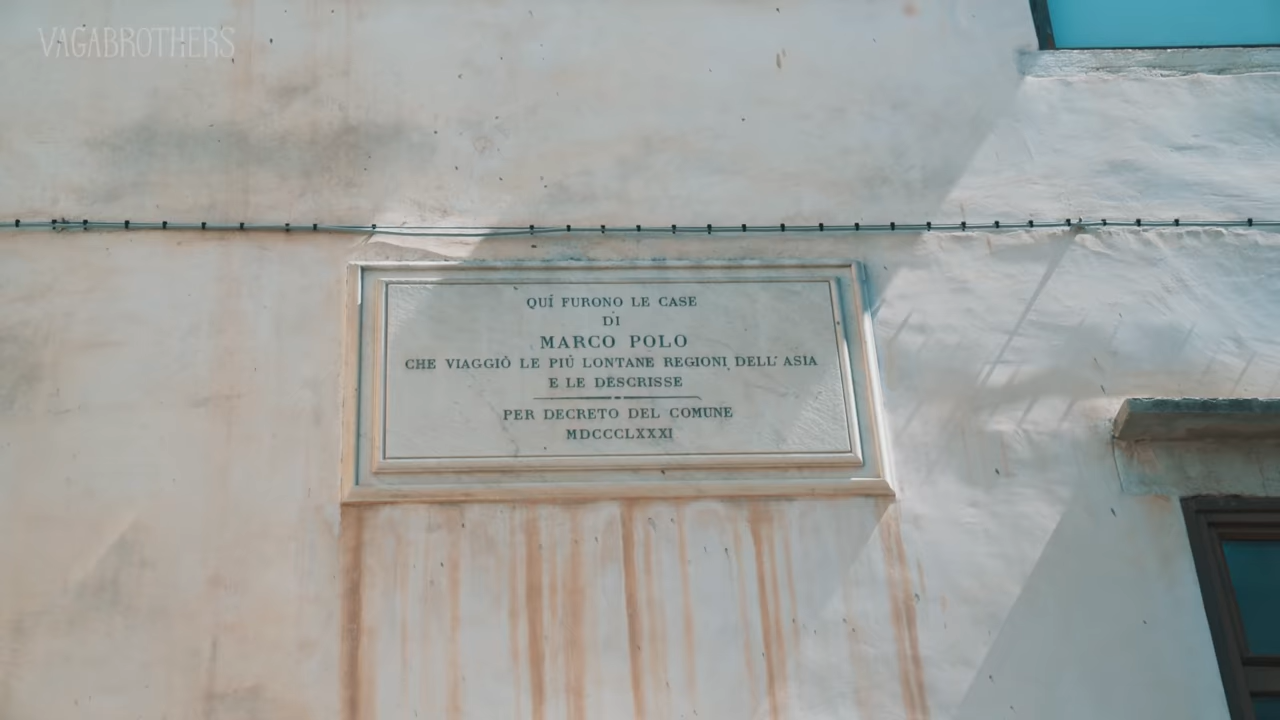 VAGABROTHERS
QUÍ FURONO LE CASE
DI
MARCO POLO
CHE VIAGGIÒ LE PIÚ LONTANE REGIONI DELL' ASIA
E LE DESCRISSE
PER DECRETO DEL COMUNE
MDCCCLXXXI